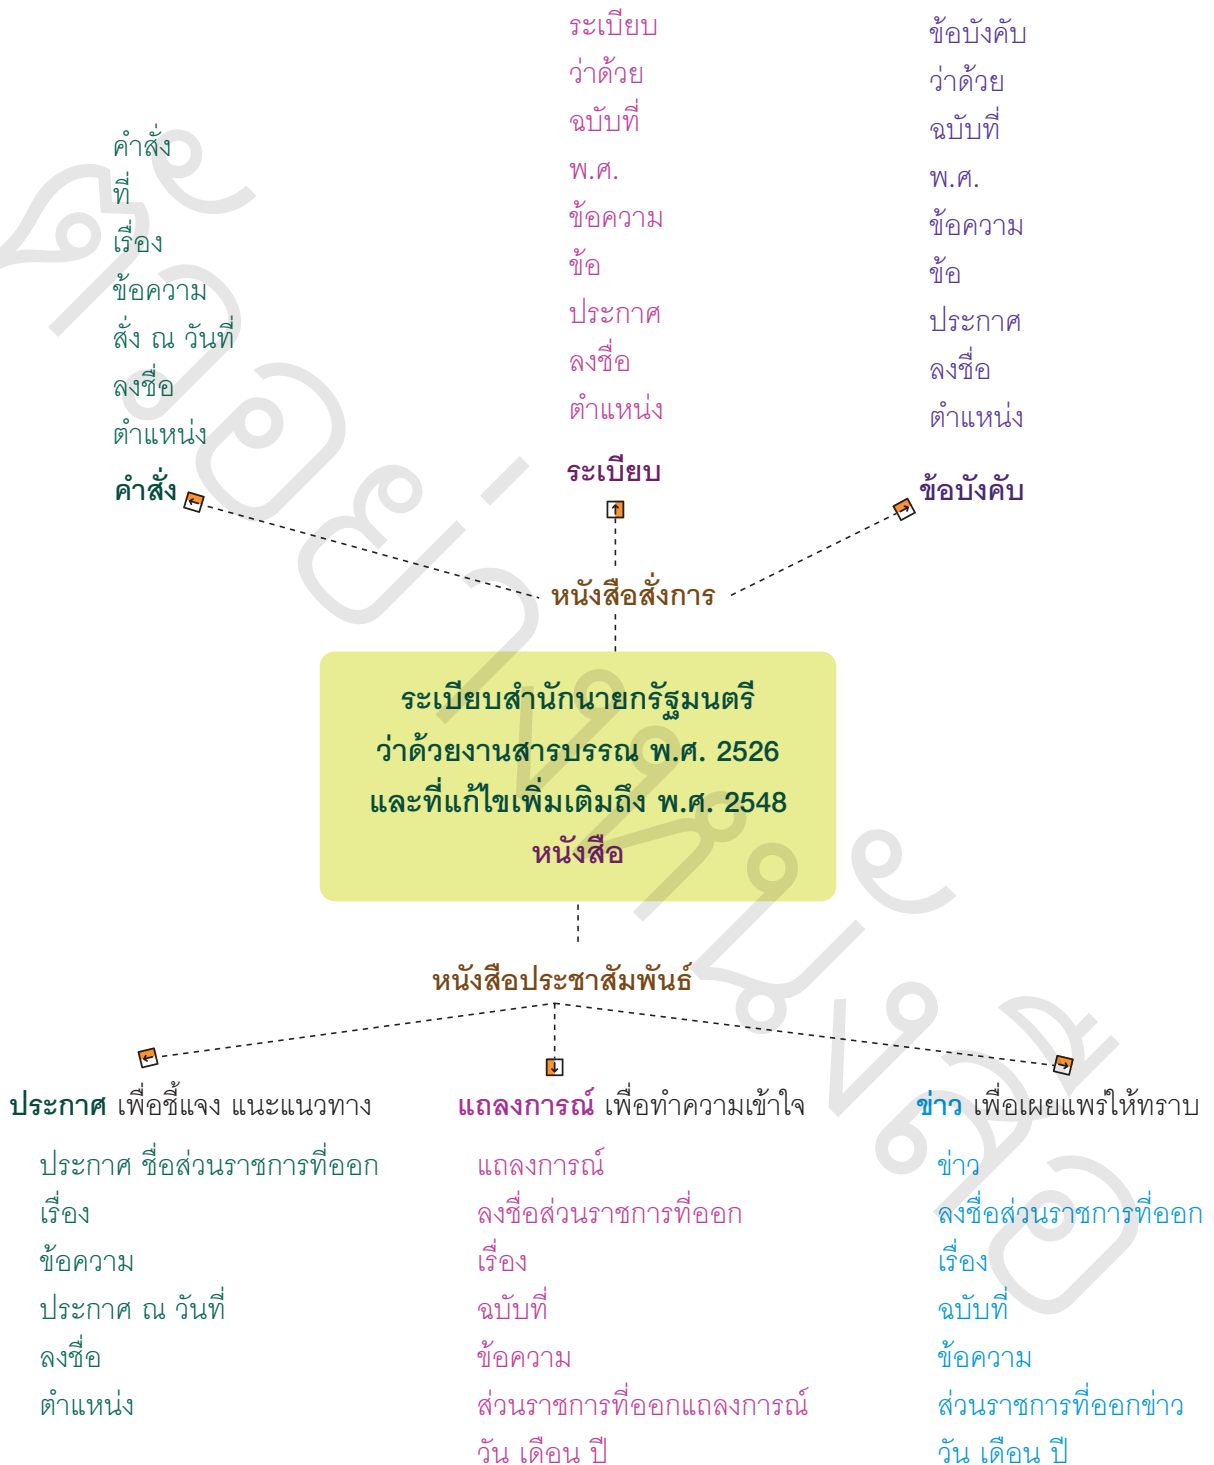 คำสั่ง
ที่
เรื่อง
ข้อความ
สั่ง ณ วันที่
ลงชื่อ
ตำแหน่ง
คำสั่ง
ระเบียบ
ว่าด้วย
ฉบับที่
พ.ศ.
ข้อความ
ข้อ
ประกาศ
ลงชื่อ
ตำแหน่ง
ระเบียบ
ข้อบังคับ
ว่าด้วย
ฉบับที่
พ.ศ.
ข้อความ
ข้อ
ประกาศ
ลงชื่อ
ตำแหน่ง
ข้อบังคับ
หนังสือสั่งการ
ระเบียบสำนักนายกรัฐมนตรี
ว่าด้วยงานสารบรรณ พ.ศ. 2526
และที่แก้ไขเพิ่มเติมถึง พ.ศ. 2548
หนังสือ
หนังสือประชาสัมพันธ์
ประกาศ เพื่อชี้แจง แนะแนวทาง
ประกาศ ชื่อส่วนราชการที่ออก
เรื่อง
ข้อความ
ประกาศ ณ วันที่
ลงชื่อ
ตำแหน่ง
แถลงการณ์ เพื่อทำความเข้าใจ
แถลงการณ์
ลงชื่อส่วนราชการที่ออก
เรื่อง
ฉบับที่
ข้อความ
ส่วนราชการที่ออกแถลงการณ์
วัน เดือน ปี
ข่าว เพื่อเผยแพร่ให้ทราบ
ข่าว
ลงชื่อส่วนราชการที่ออก
เรื่อง
ฉบับที่
ข้อความ
ส่วนราชการที่ออกข่าว
วัน เดือน ปี
ตัวอย่างหนังสือ